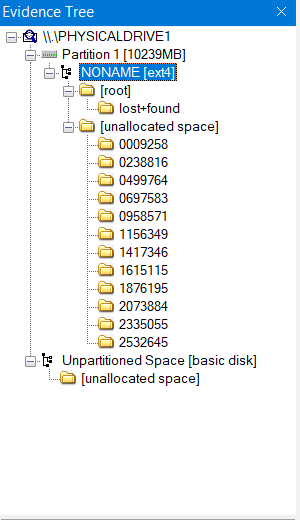 Evidence Tree
\\.\PHYSICALDRIVE1
Partition 1 [10239MB]
NONAME [ext4]
[root]
lost+found
[unallocated space]
0009258
0238816
0499764
0697583
0958571
1156349
1417346
1615115
1876195
2073884
2335055
2532645
Unpartitioned Space [basic disk]
[unallocated space]